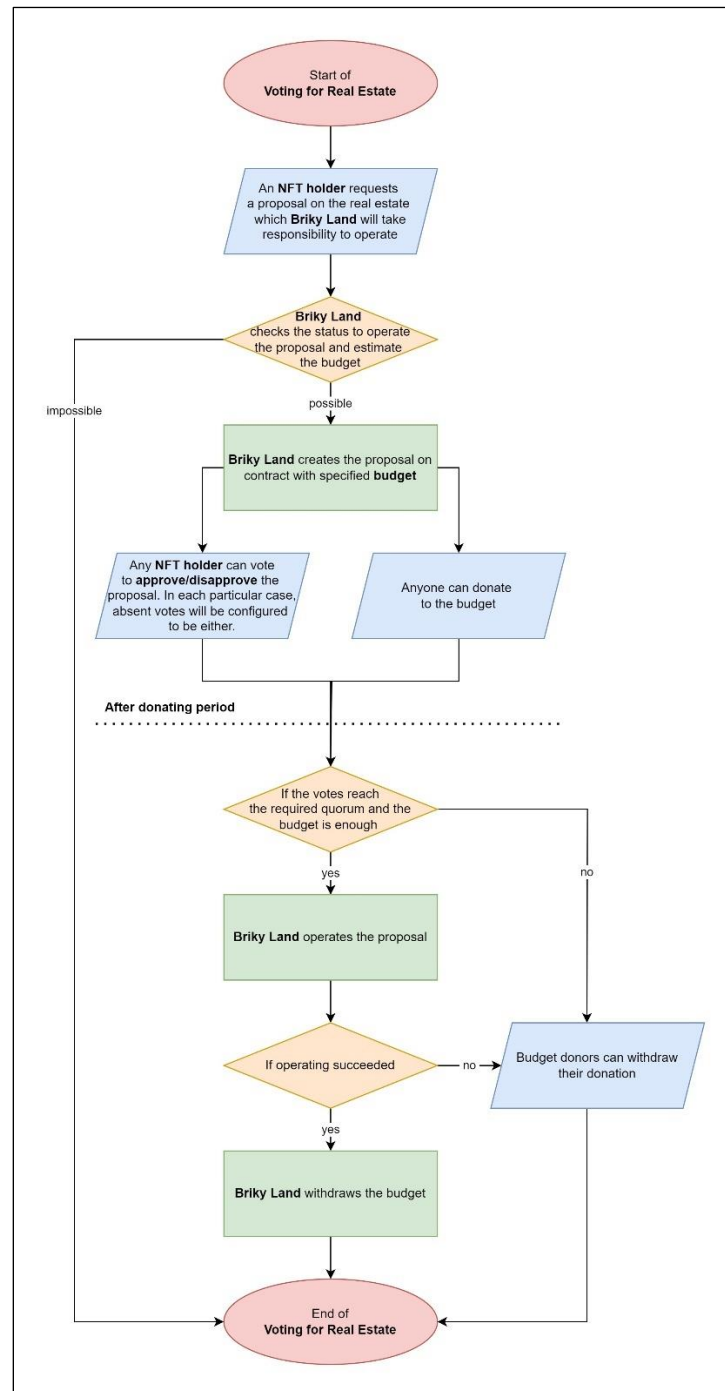 Start of
Voting for Real Estate
An NFT holder requests
a proposal on the real estate
which Briky Land will take
responsibility to operate
Briky Land
checks the status to operate
the proposal and estimate
the budget
impossible
possible
Briky Land creates the proposal on
contract with specified budget
Any NFT holder can vote
to approve/disapprove the
proposal. In each particular case,
absent votes will be configured
to be either.
Anyone can donate
to the budget
After donating period
If the votes reach
the required quorum and the
budget is enough
yes
no
Briky Land operates the proposal
If operating succeeded
no
Budget donors can withdraw
their donation
yes
Briky Land withdraws the budget
End of
Voting for Real Estate